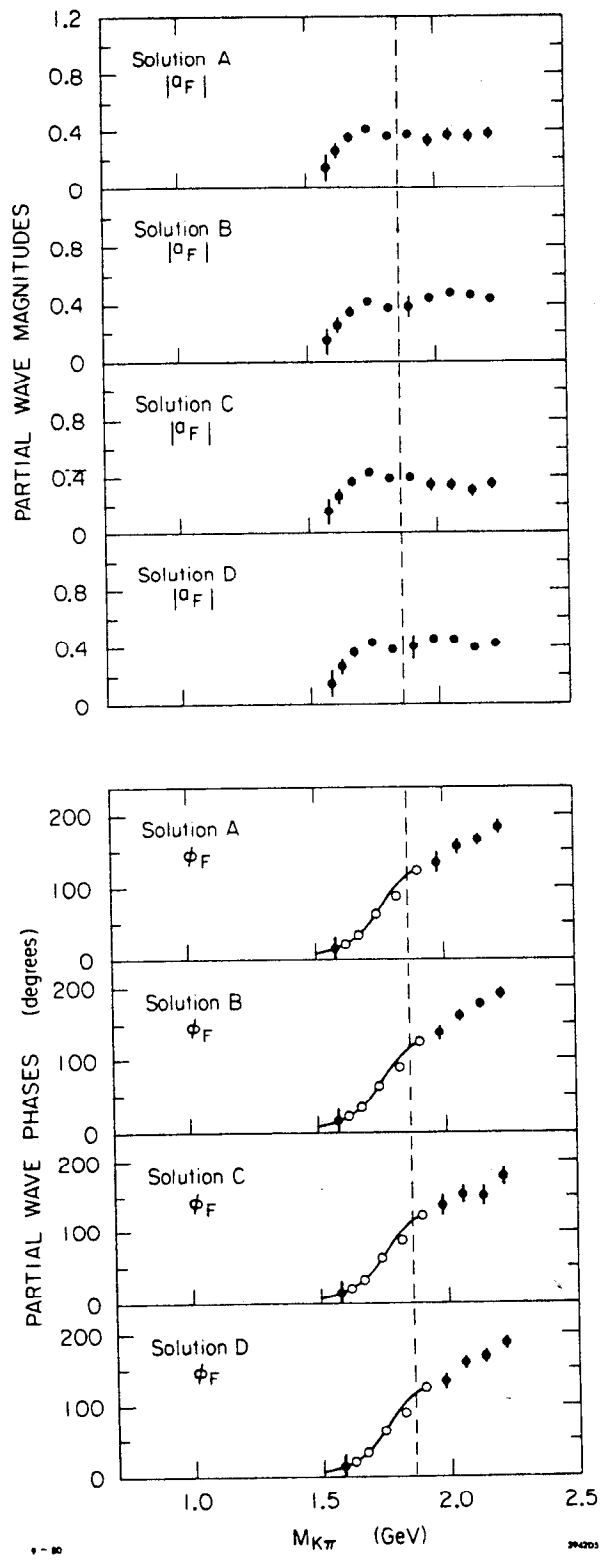 PARTIAL WAVE MAGNITUDES
1.2
Solution A
|aF|
0.8
0.4
0
Solution B
|aF|
0.8
0.4
0
Solution C
|aF|
0.8
0.4
0
Solution D
|aF|
0.8
0.4
0
PARTIAL WAVE PHASES (degrees)
200
Solution A
ϕF
100
0
200
Solution B
ϕF
100
0
200
Solution C
ϕF
100
0
200
Solution D
ϕF
100
0
1.0
1.5
2.0
2.5
MKπ (GeV)
9 - 80
3942D5